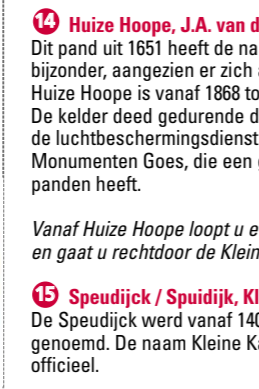 14 Huize Hoope, J.A. van d
Dit pand uit 1651 heeft de na
bijzonder, aangezien er zich a
Huize Hoope is vanaf 1868 to
De kelder deed gedurende d
de luchtbeschermingsdienst
Monumenten Goes, die een g
panden heeft.
Vanaf Huize Hoope loopt u e
en gaat u rechtdoor de Klein
15 Speudijck / Spuidijk, Kl
De Speudijck werd vanaf 140
genoemd. De naam Kleine Ka
officieel.